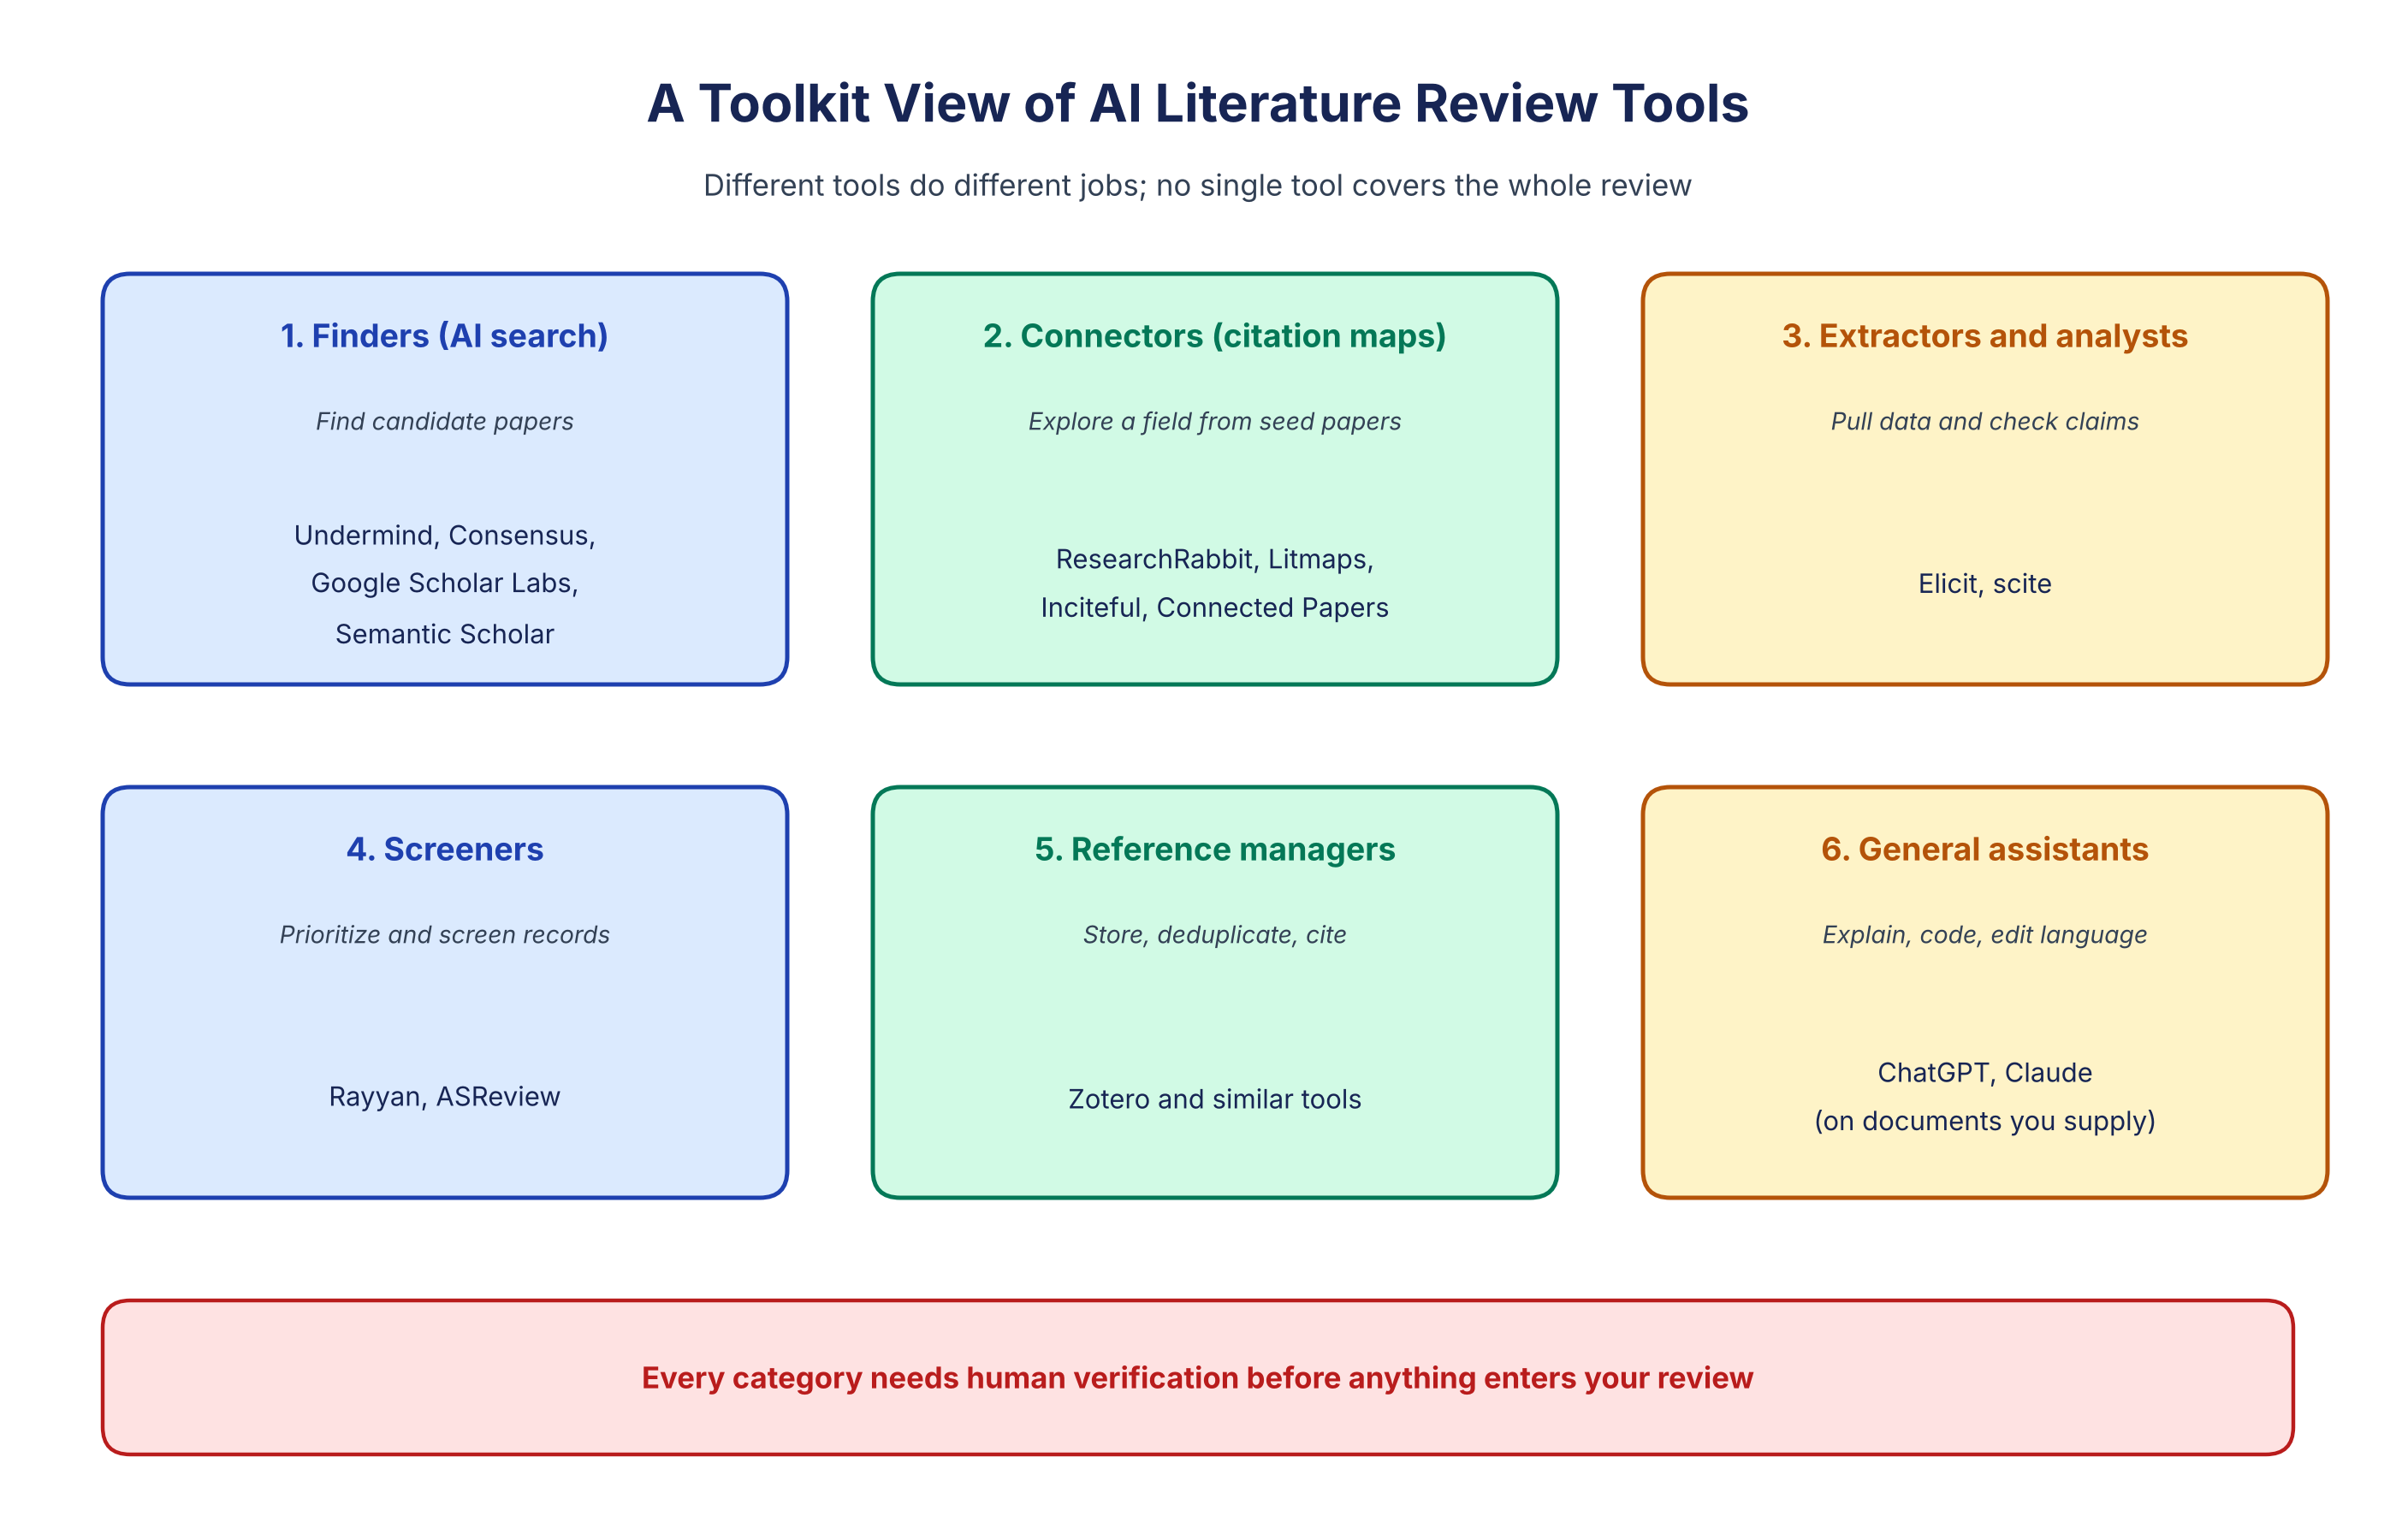 A Toolkit View of AI Literature Review Tools
Different tools do different jobs; no single tool covers the whole review
1. Finders (AI search)
Find candidate papers
Undermind, Consensus,
Google Scholar Labs,
Semantic Scholar
2. Connectors (citation maps)
Explore a field from seed papers
ResearchRabbit, Litmaps,
Inciteful, Connected Papers
3. Extractors and analysts
Pull data and check claims
Elicit, scite
4. Screeners
Prioritize and screen records
Rayyan, ASReview
5. Reference managers
Store, deduplicate, cite
Zotero and similar tools
6. General assistants
Explain, code, edit language
ChatGPT, Claude
(on documents you supply)
Every category needs human verification before anything enters your review